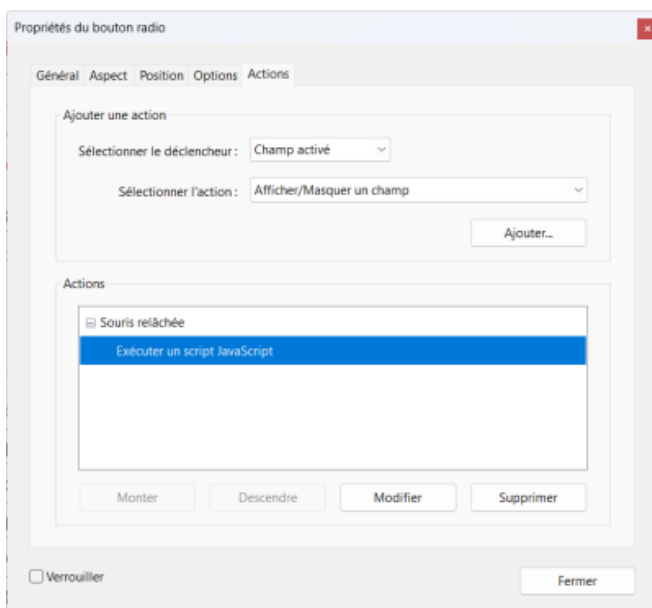 Propriétés du bouton radio
Général Aspect Position Options Actions
Ajouter une action
Sélectionner le déclencheur : Champ activé
Sélectionner l'action : Afficher/Masquer un champ
Ajouter...
Actions
Souris relâchée
Exécuter un script JavaScript
Monter Descendre Modifier Supprimer
Verrouiller
Fermer